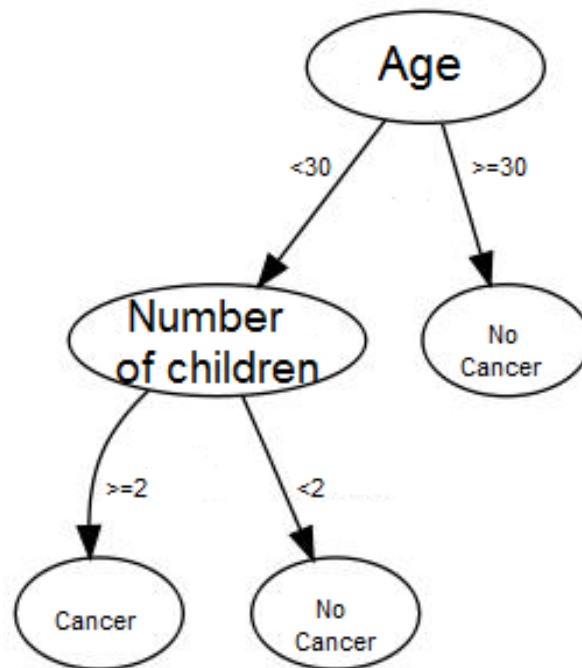 Age
<30
>=30
Number
of children
No
Cancer
>=2
<2
Cancer
No
Cancer